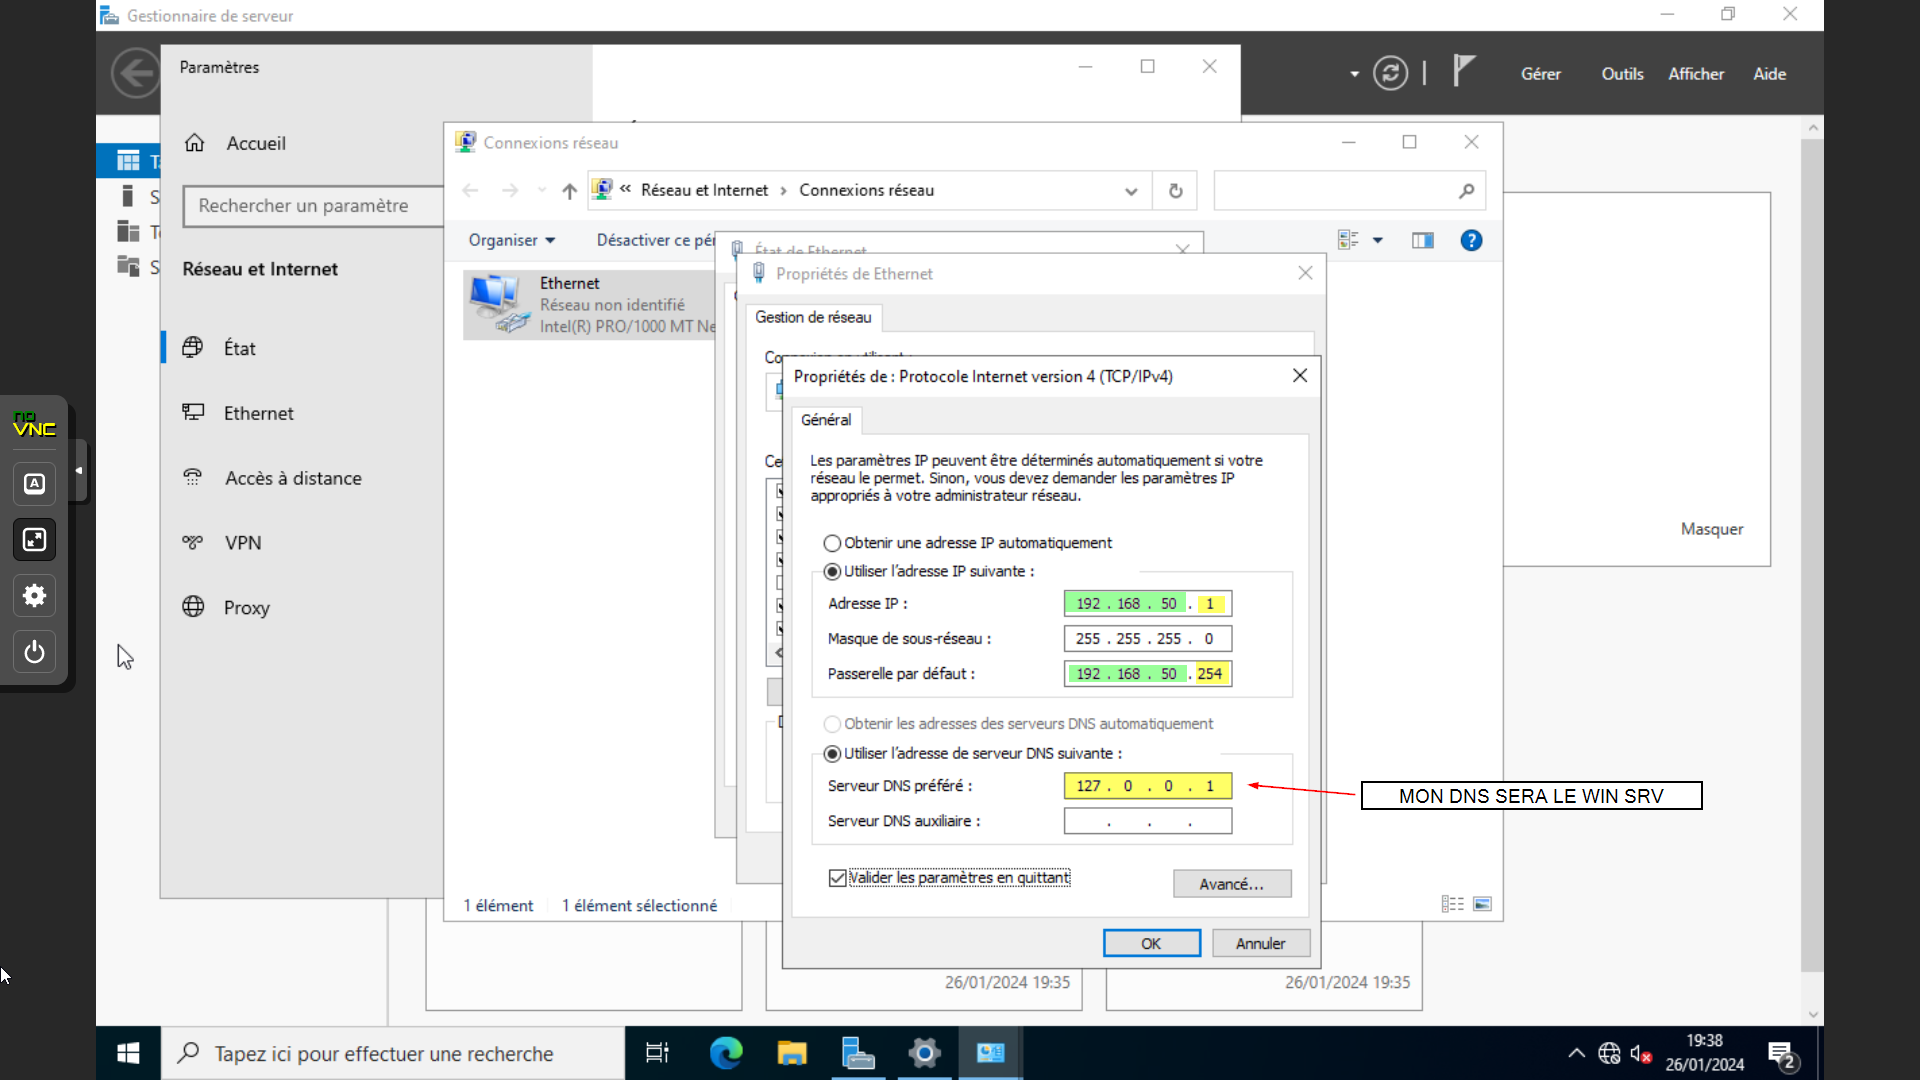 Gestionnaire de serveur
Paramètres
Gérer
Outils
Afficher
Aide
Accueil
Rechercher un paramètre
Réseau et Internet
État
Ethernet
Accès à distance
VPN
Proxy
Connexions réseau
« Réseau et Internet > Connexions réseau
Organiser
Désactiver ce pér
Ethernet
Réseau non identifié
Intel(R) PRO/1000 MT Ne
État de Ethernet
Propriétés de Ethernet
Gestion de réseau
Connexion en utilisant :
Ce
Propriétés de : Protocole Internet version 4 (TCP/IPv4)
Général
Les paramètres IP peuvent être déterminés automatiquement si votre
réseau le permet. Sinon, vous devez demander les paramètres IP
appropriés à votre administrateur réseau.
Obtenir une adresse IP automatiquement
Utiliser l'adresse IP suivante :
Adresse IP : 192 . 168 . 50 . 1
Masque de sous-réseau : 255 . 255 . 255 . 0
Passerelle par défaut : 192 . 168 . 50 . 254
Obtenir les adresses des serveurs DNS automatiquement
Utiliser l'adresse de serveur DNS suivante :
Serveur DNS préféré : 127 . 0 . 0 . 1
MON DNS SERA LE WIN SRV
Serveur DNS auxiliaire : . . .
Valider les paramètres en quittant
Avancé...
OK
Annuler
Masquer
1 élément
1 élément sélectionné
26/01/2024 19:35
26/01/2024 19:35
noVNC
A
Tapez ici pour effectuer une recherche
19:38
26/01/2024
2